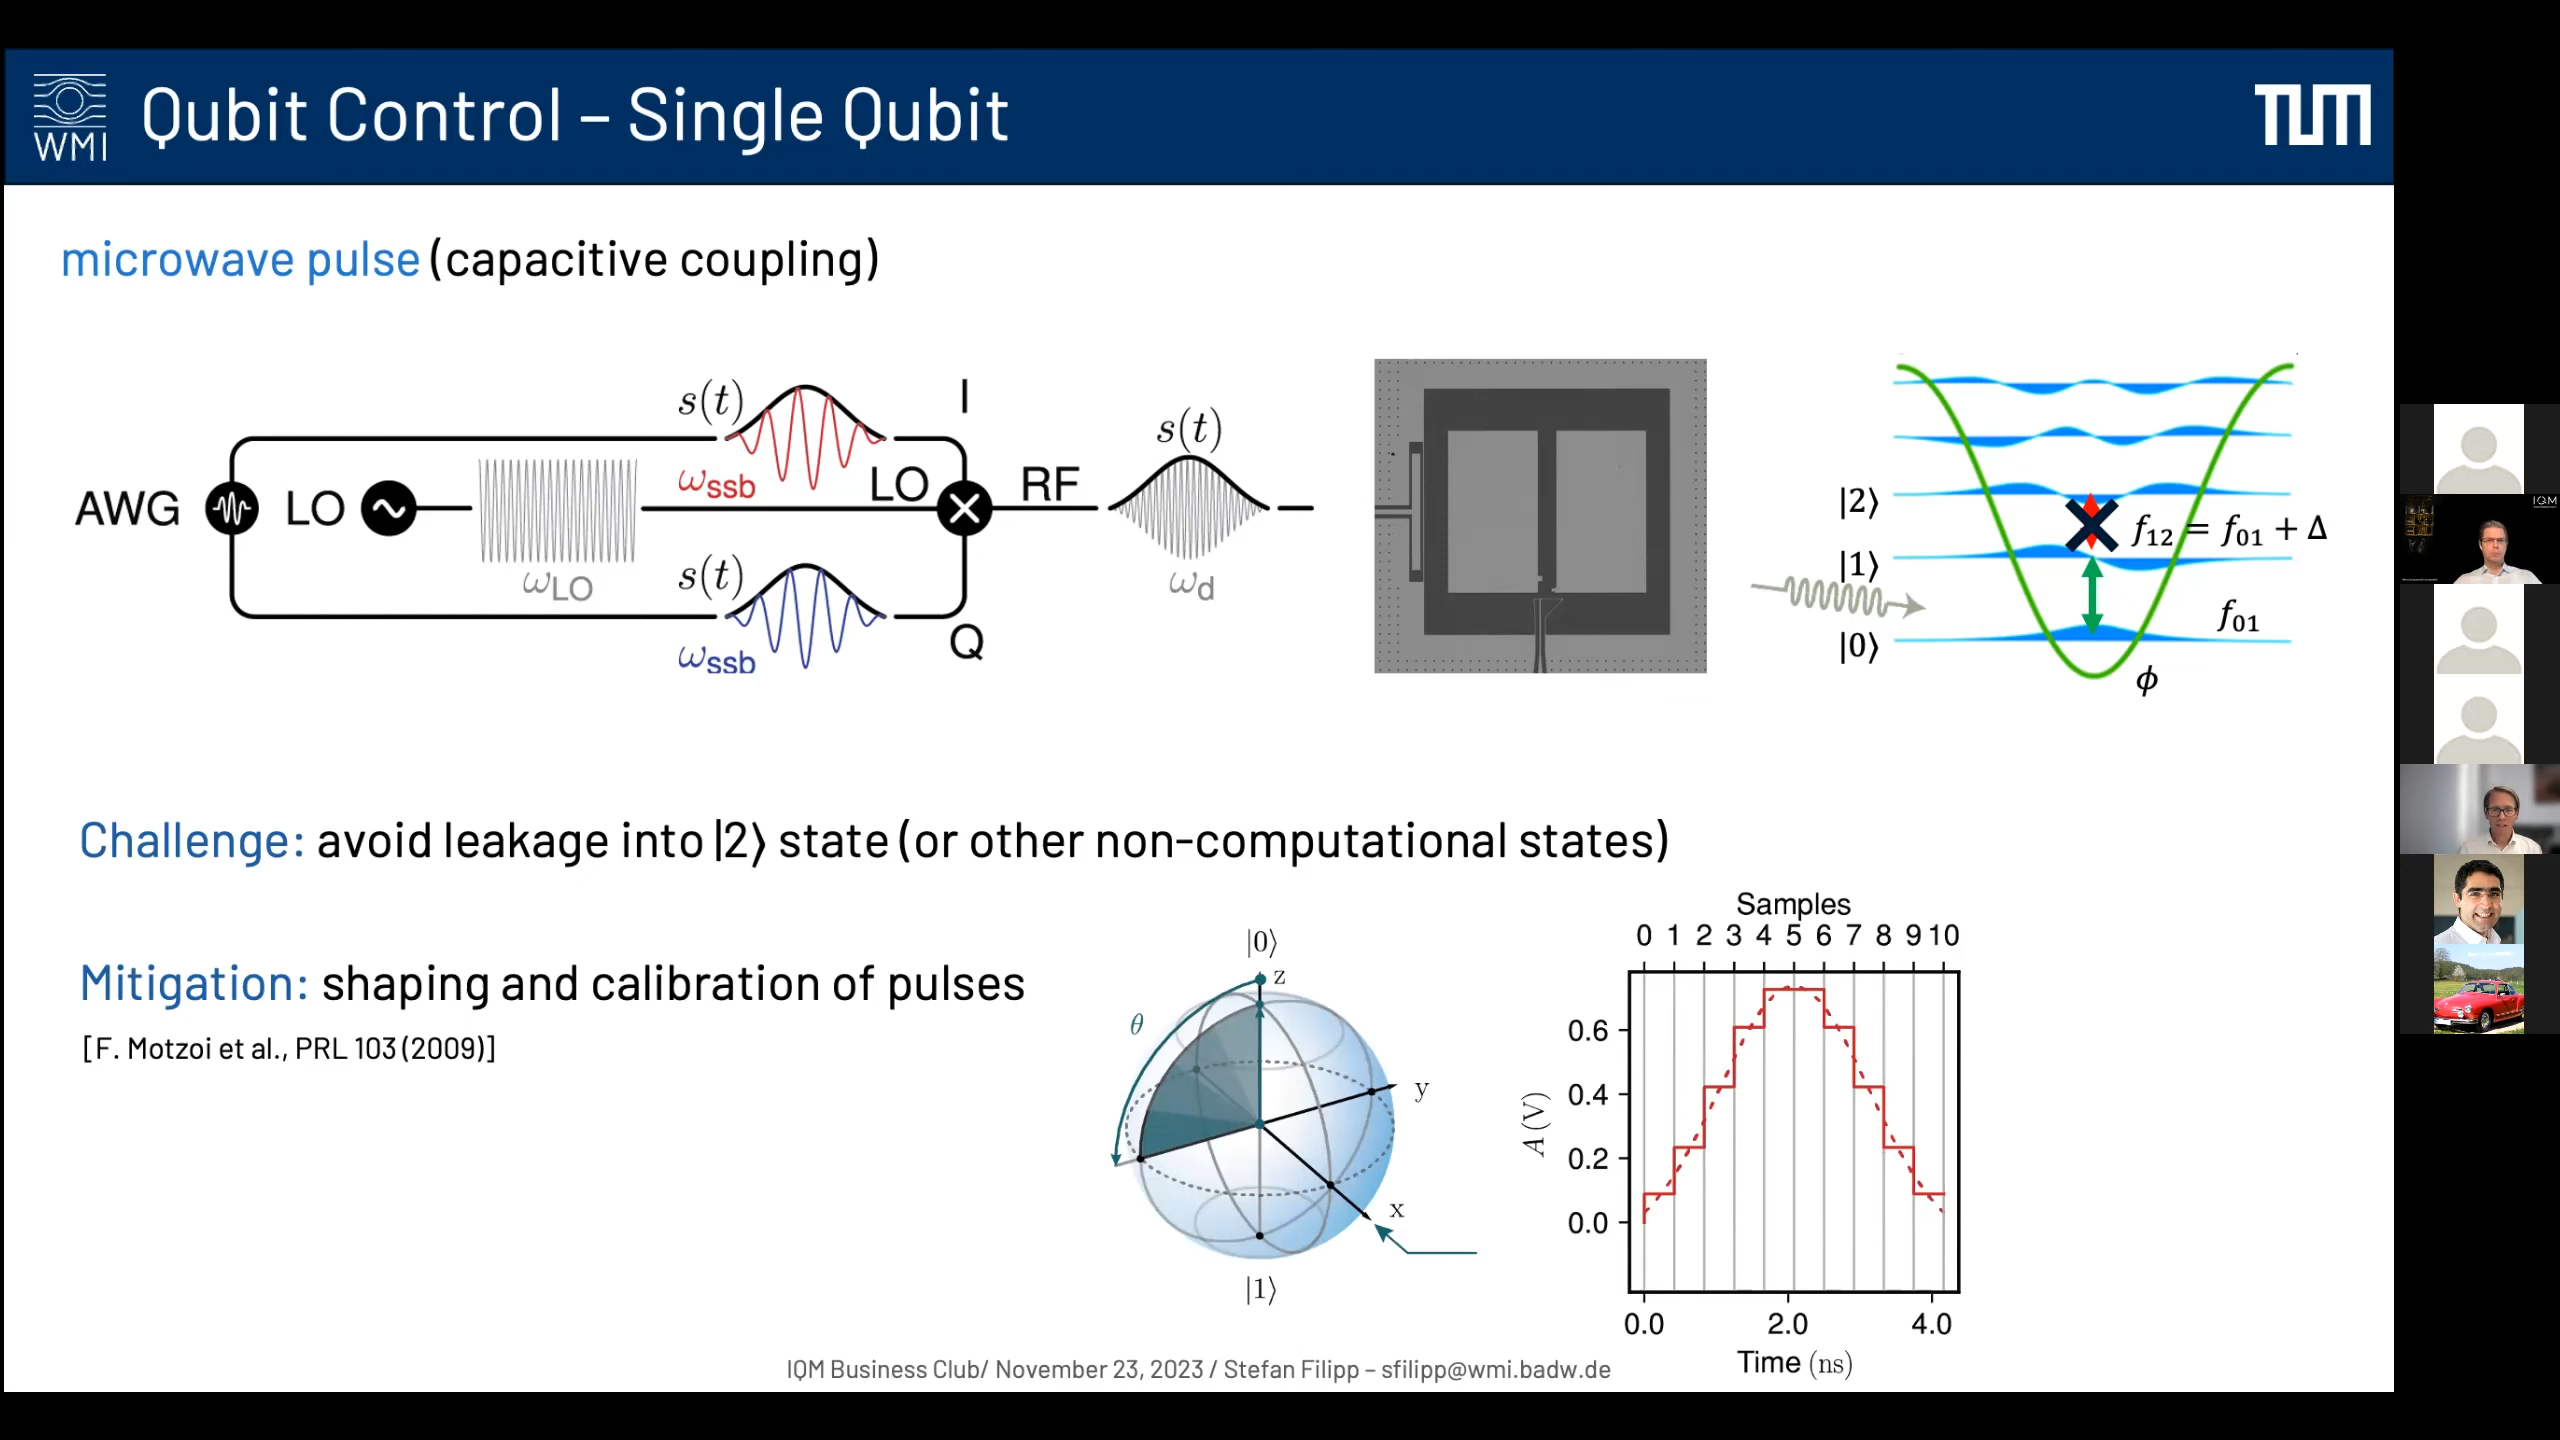 WMI
Qubit Control – Single Qubit
TUM
microwave pulse (capacitive coupling)
AWG
LO
ω_LO
s(t)
ω_ssb
s(t)
ω_ssb
I
LO
Q
RF
s(t)
ω_d
|2⟩
f₁₂ = f₀₁ + Δ
|1⟩
f₀₁
|0⟩
ϕ
IQM
Challenge: avoid leakage into |2⟩ state (or other non-computational states)
Mitigation: shaping and calibration of pulses
[F. Motzoi et al., PRL 103 (2009)]
|0⟩
z
θ
y
x
|1⟩
Samples
0 1 2 3 4 5 6 7 8 9 10
A (V)
0.6
0.4
0.2
0.0
0.0 2.0 4.0
Time (ns)
IQM Business Club/ November 23, 2023 / Stefan Filipp – sfilipp@wmi.badw.de